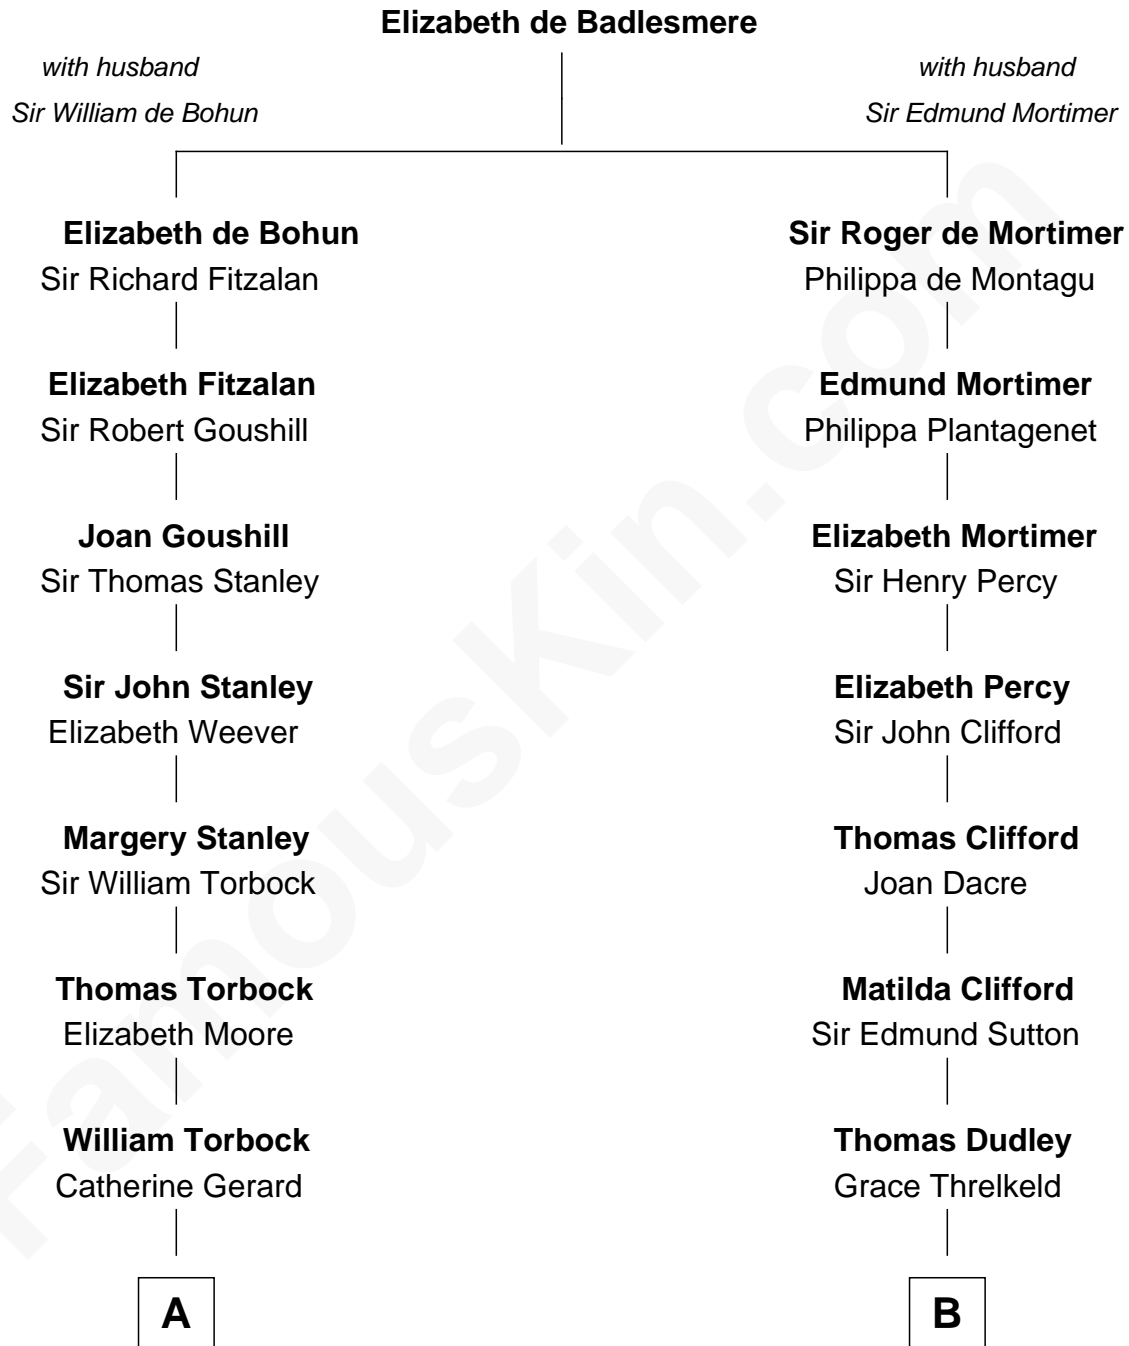 Elizabeth de Badlesmere
with husband
Sir William de Bohun
with husband
Sir Edmund Mortimer
Elizabeth de Bohun
Sir Richard Fitzalan
Sir Roger de Mortimer
Philippa de Montagu
Elizabeth Fitzalan
Sir Robert Goushill
Edmund Mortimer
Philippa Plantagenet
Joan Goushill
Sir Thomas Stanley
Elizabeth Mortimer
Sir Henry Percy
Sir John Stanley
Elizabeth Weever
Elizabeth Percy
Sir John Clifford
Margery Stanley
Sir William Torbock
Thomas Clifford
Joan Dacre
Thomas Torbock
Elizabeth Moore
Matilda Clifford
Sir Edmund Sutton
William Torbock
Catherine Gerard
Thomas Dudley
Grace Threlkeld
A
B
FamousKin.com